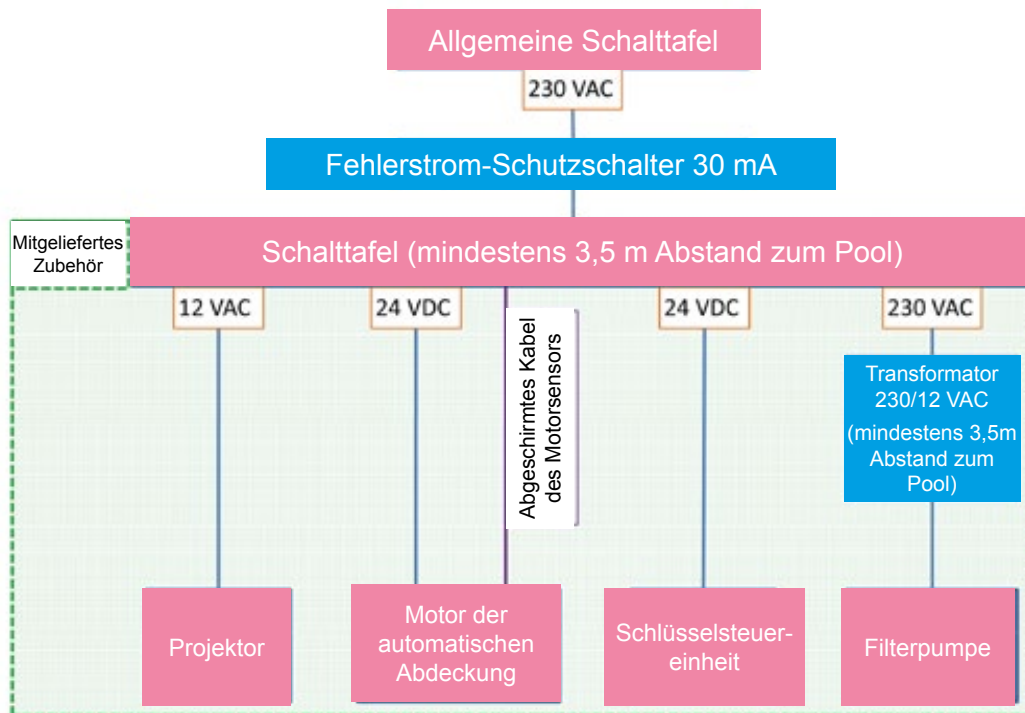 Allgemeine Schalttafel
230 VAC
Fehlerstrom-Schutzschalter 30 mA
Mitgeliefertes
Zubehör
Schalttafel (mindestens 3,5 m Abstand zum Pool)
12 VAC
24 VDC
Abgeschirmtes Kabel
des Motorsensors
24 VDC
230 VAC
Transformator
230/12 VAC
(mindestens 3,5m
Abstand zum
Pool)
Projektor
Motor der
automatischen
Abdeckung
Schlüsselsteuer-
einheit
Filterpumpe